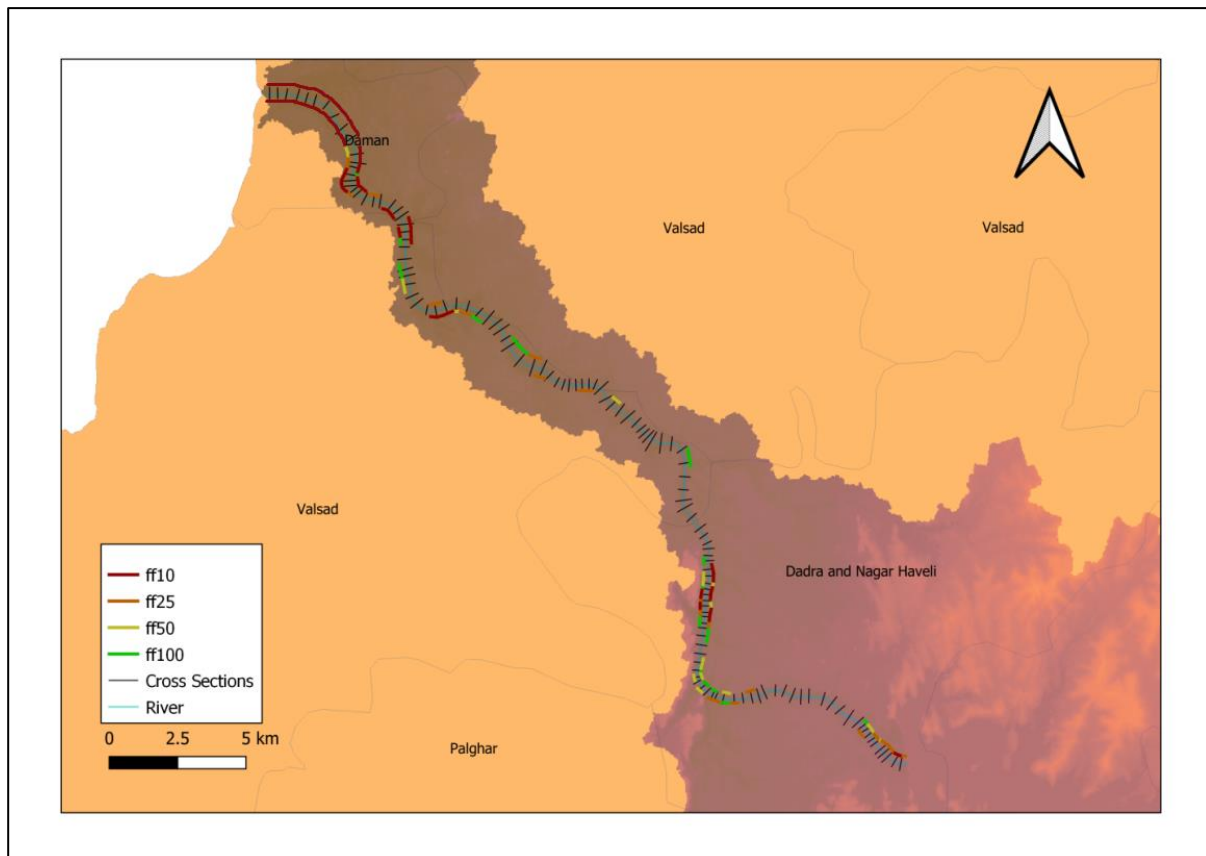 Daman
Valsad
Valsad
Valsad
Dadra and Nagar Haveli
Palghar
ff10
ff25
ff50
ff100
Cross Sections
River
0 2.5 5 km